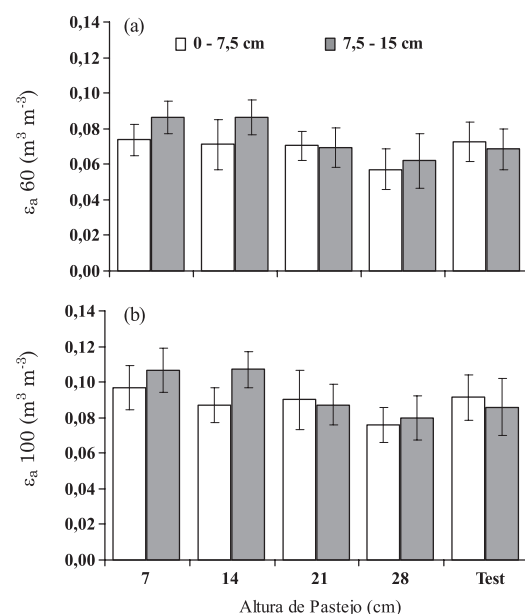 (a)
0 - 7,5 cm
7,5 - 15 cm
0,14
0,12
0,10
0,08
0,06
0,04
0,02
0,00
εa 60 (m³ m⁻³)
(b)
0,14
0,12
0,10
0,08
0,06
0,04
0,02
0,00
εa 100 (m³ m⁻³)
7 14 21 28 Test
Altura de Pastejo (cm)